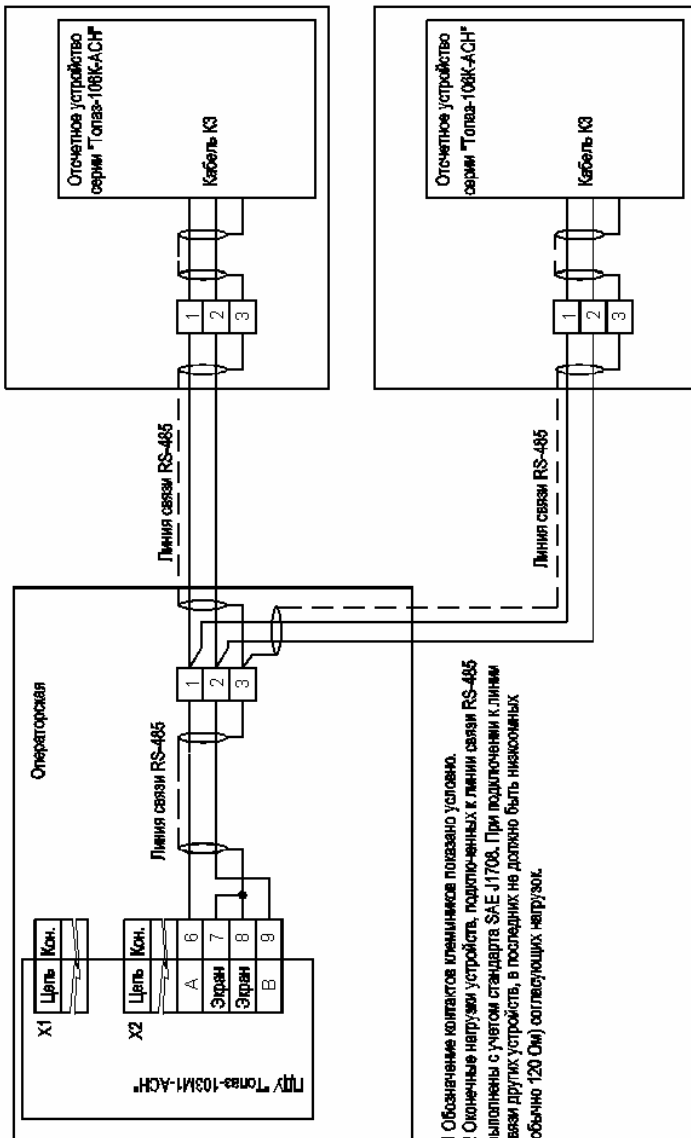 Отсчетное устройство
серии "Топаз-106К-АСН"
Кабель К3
1
2
3
Линия связи RS-485
Отсчетное устройство
серии "Топаз-106К-АСН"
Кабель К3
1
2
3
Линия связи RS-485
Операторская
1
2
3
Линия связи RS-485
X1 Цепь Кон.
X2 Цепь Кон.
A 6
Экран 7
Экран 8
B 9
ПДУ "Топаз-103М1-АСН"
1 Обозначение контактов клеммников показано условно.
2 Оконечные нагрузки устройств, подключенных к линии связи RS-485
выполнены с учетом стандарта SAE J1708. При подключении к линии
связи других устройств, в последних не должно быть низкоомных
обычно 120 Ом) согласующих нагрузок.